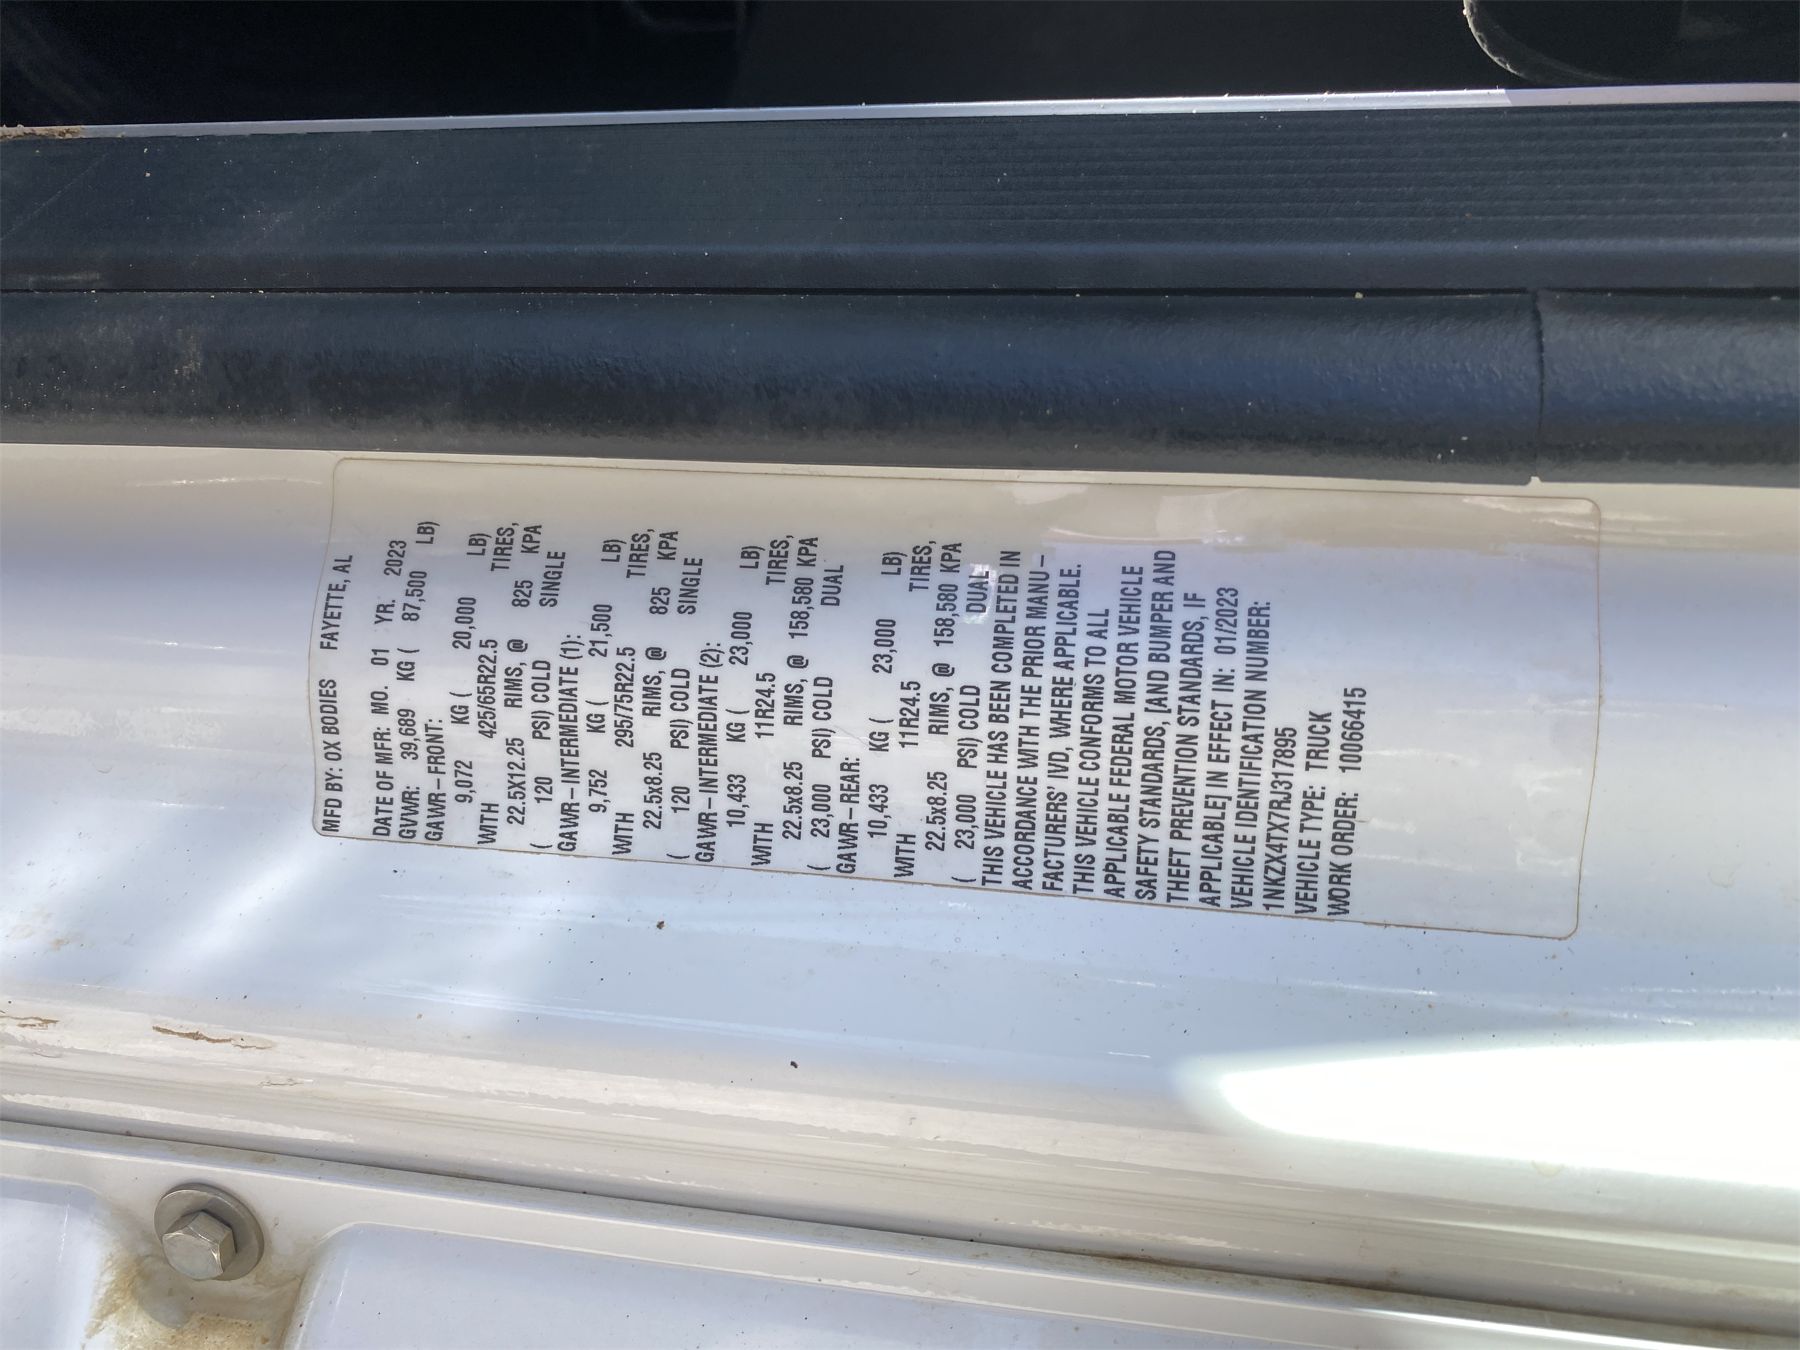 MFD BY: OX BODIES FAYETTE, AL
DATE OF MFR: MO. 01 YR. 2023
GVWR: 39,689 KG ( 87,500 LB)
GAWR-FRONT:
9,072 KG ( 20,000 LB)
WITH 425/65R22.5 TIRES,
22.5X12.25 RIMS, @ 825 KPA
( 120 PSI) COLD SINGLE
GAWR-INTERMEDIATE (1):
9,752 KG ( 21,500 LB)
WITH 295/75R22.5 TIRES,
22.5x8.25 RIMS, @ 825 KPA
( 120 PSI) COLD SINGLE
GAWR-INTERMEDIATE (2):
10,433 KG ( 23,000 LB)
WITH 11R24.5 TIRES,
22.5x8.25 RIMS, @ 158,580 KPA
( 23,000 PSI) COLD DUAL
GAWR-REAR:
10,433 KG ( 23,000 LB)
WITH 11R24.5 TIRES,
22.5x8.25 RIMS, @ 158,580 KPA
( 23,000 PSI) COLD DUAL
THIS VEHICLE HAS BEEN COMPLETED IN
ACCORDANCE WITH THE PRIOR MANU-
FACTURERS' IVD, WHERE APPLICABLE.
THIS VEHICLE CONFORMS TO ALL
APPLICABLE FEDERAL MOTOR VEHICLE
SAFETY STANDARDS, [AND BUMPER AND
THEFT PREVENTION STANDARDS, IF
APPLICABLE] IN EFFECT IN: 01/2023
VEHICLE IDENTIFICATION NUMBER:
1NKZX4TX7RJ317895
VEHICLE TYPE: TRUCK
WORK ORDER: 10066415